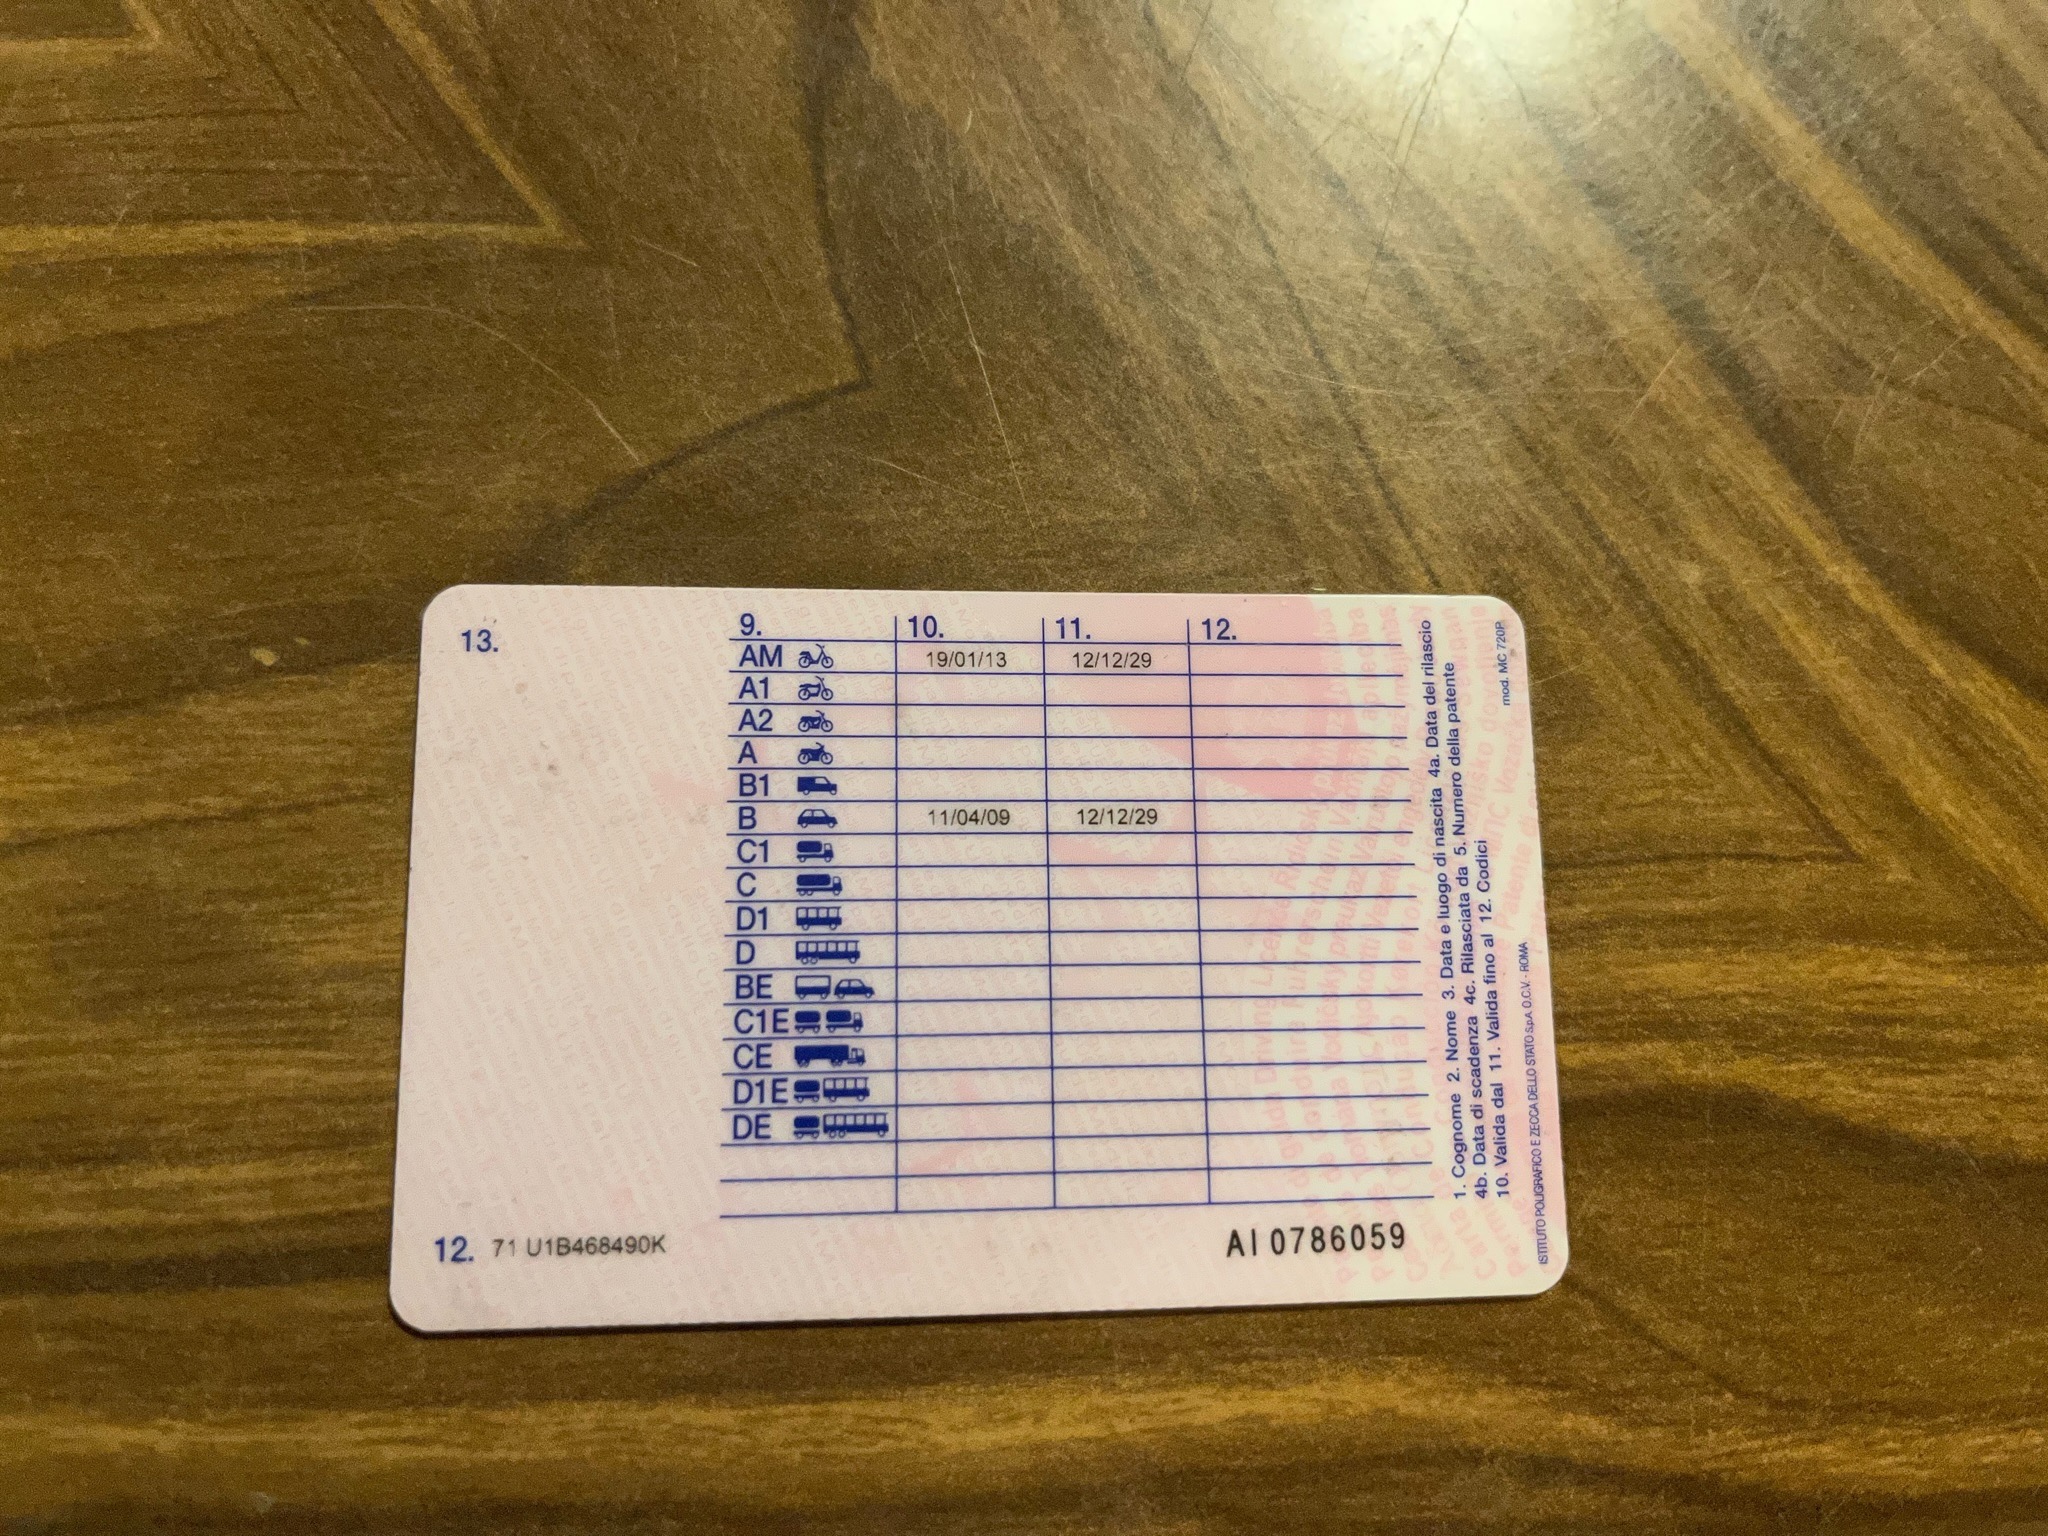 13.
9. 10. 11. 12.
AM 19/01/13 12/12/29
A1
A2
A
B1
B 11/04/09 12/12/29
C1
C
D1
D
BE
C1E
CE
D1E
DE
12. 71 U1B468490K
AI 0786059
1. Cognome 2. Nome 3. Data e luogo di nascita 4a. Data del rilascio
4b. Data di scadenza 4c. Rilasciata da 5. Numero della patente
10. Valida dal 11. Valida fino al 12. Codici
mod. MC 720P
ISTITUTO POLIGRAFICO E ZECCA DELLO STATO S.p.A. O.C.V. - ROMA